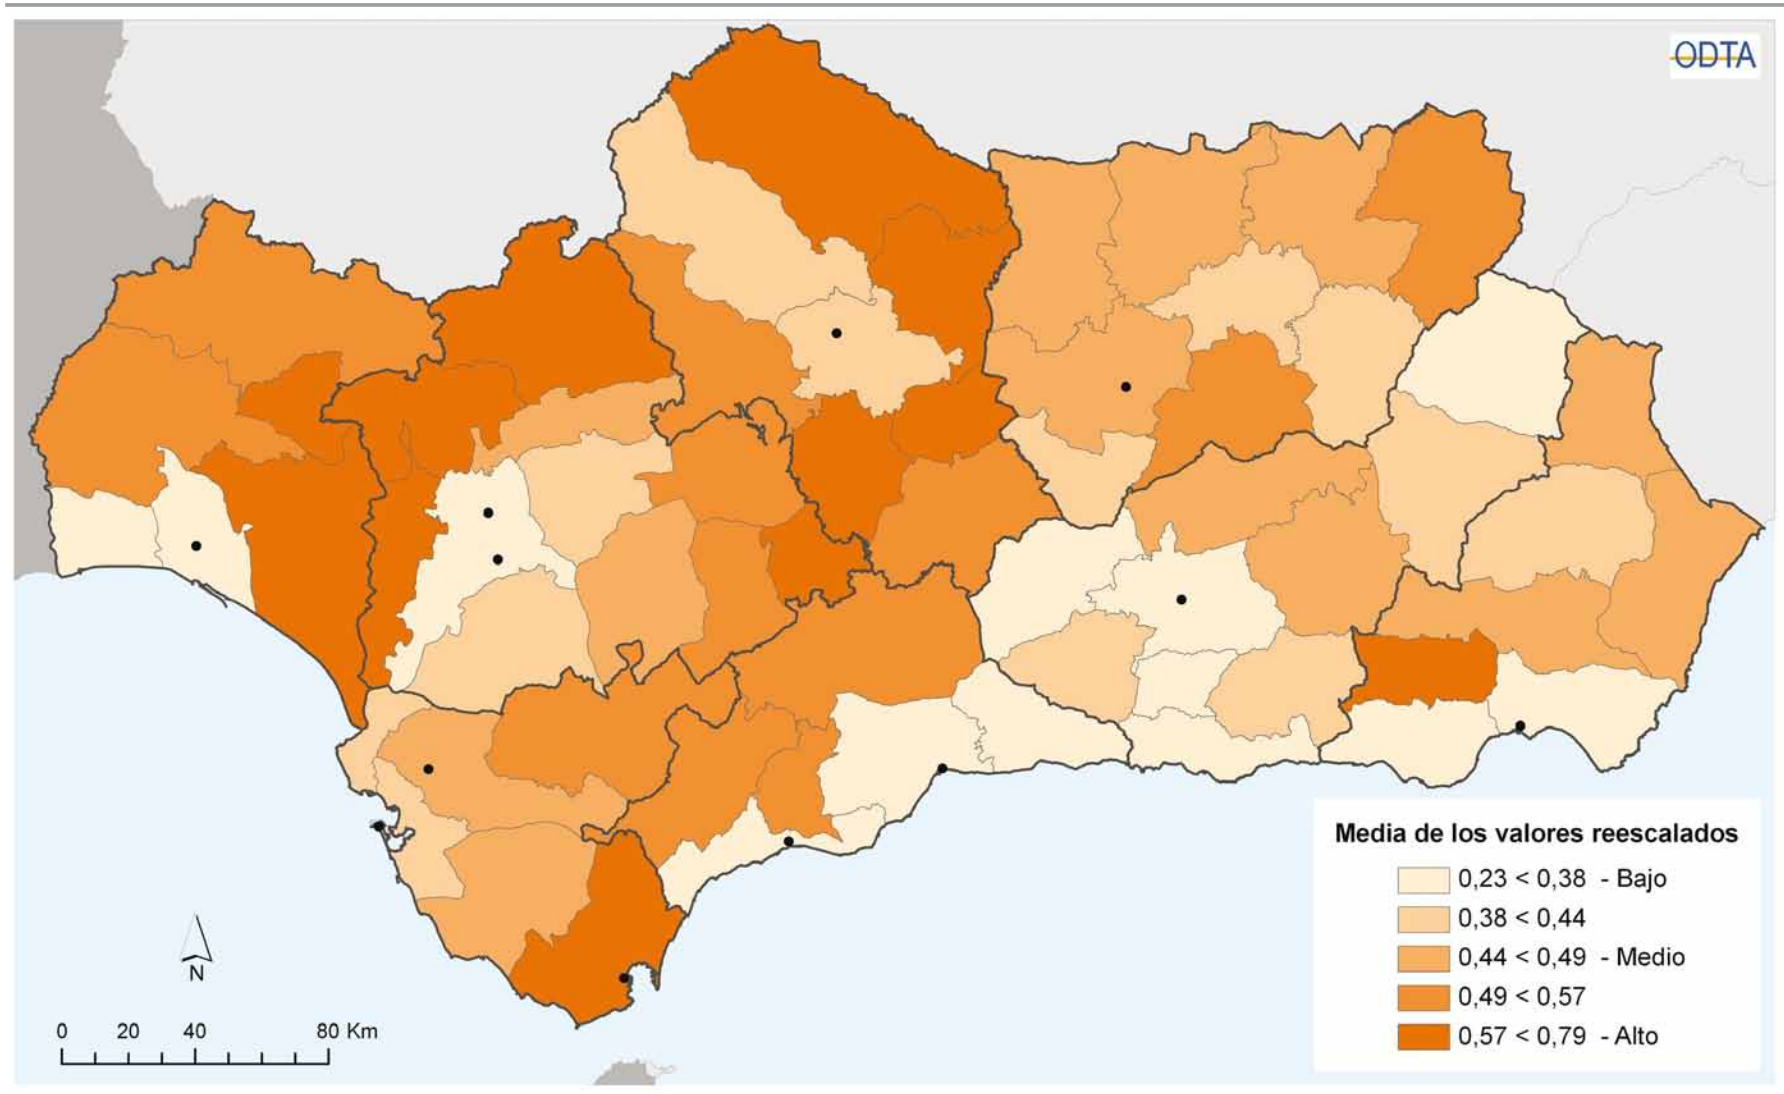 ODTA
Media de los valores reescalados
0,23 < 0,38 - Bajo
0,38 < 0,44
0,44 < 0,49 - Medio
0,49 < 0,57
0,57 < 0,79 - Alto
N
0 20 40 80 Km